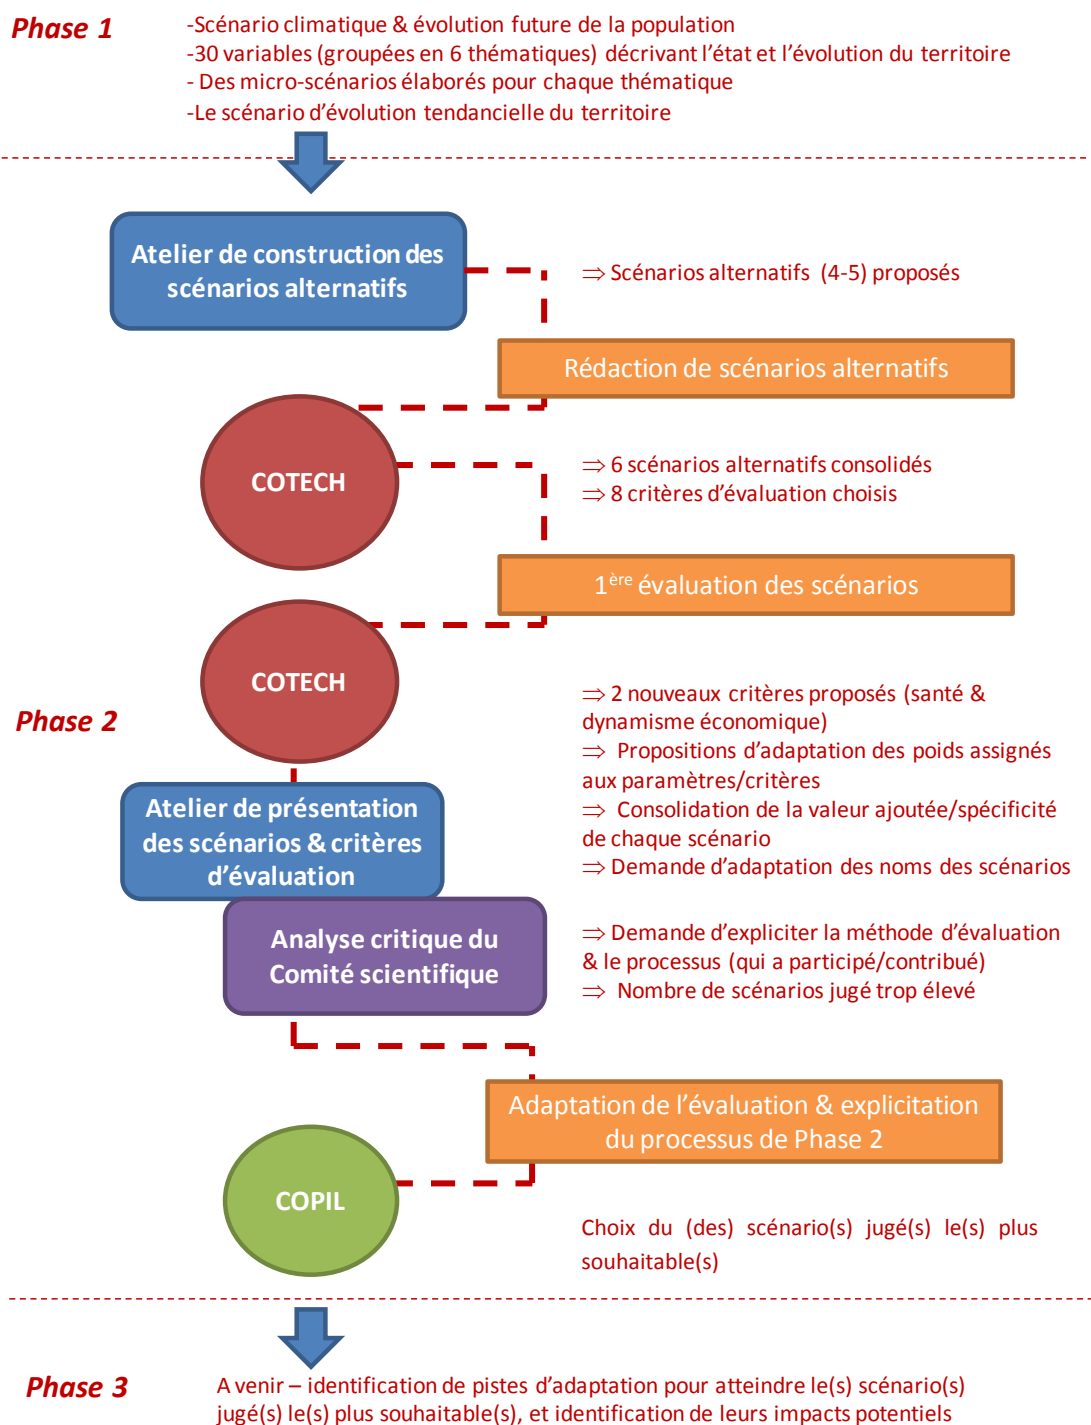 Phase 1
-Scénario climatique & évolution future de la population
-30 variables (groupées en 6 thématiques) décrivant l'état et l'évolution du territoire
- Des micro-scénarios élaborés pour chaque thématique
-Le scénario d'évolution tendancielle du territoire
Atelier de construction des
scénarios alternatifs
⇒ Scénarios alternatifs (4-5) proposés
Rédaction de scénarios alternatifs
COTECH
⇒ 6 scénarios alternatifs consolidés
⇒ 8 critères d'évaluation choisis
1ère évaluation des scénarios
COTECH
Phase 2
⇒ 2 nouveaux critères proposés (santé &
dynamisme économique)
⇒ Propositions d'adaptation des poids assignés
aux paramètres/critères
⇒ Consolidation de la valeur ajoutée/spécificité
de chaque scénario
⇒ Demande d'adaptation des noms des scénarios
Atelier de présentation
des scénarios & critères
d'évaluation
Analyse critique du
Comité scientifique
⇒ Demande d'expliciter la méthode d'évaluation
& le processus (qui a participé/contribué)
⇒ Nombre de scénarios jugé trop élevé
Adaptation de l'évaluation & explicitation
du processus de Phase 2
COPIL
Choix du (des) scénario(s) jugé(s) le(s) plus
souhaitable(s)
Phase 3
A venir – identification de pistes d'adaptation pour atteindre le(s) scénario(s)
jugé(s) le(s) plus souhaitable(s), et identification de leurs impacts potentiels